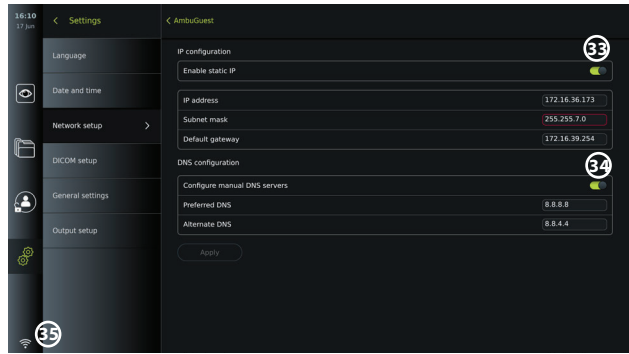 16:10
17 Jun
Settings
AmbuGuest
Language
Date and time
Network setup
DICOM setup
General settings
Output setup
IP configuration
33
Enable static IP
IP address 172.16.36.173
Subnet mask 255.255.7.0
Default gateway 172.16.39.254
DNS configuration
34
Configure manual DNS servers
Preferred DNS 8.8.8.8
Alternate DNS 8.8.4.4
Apply
35